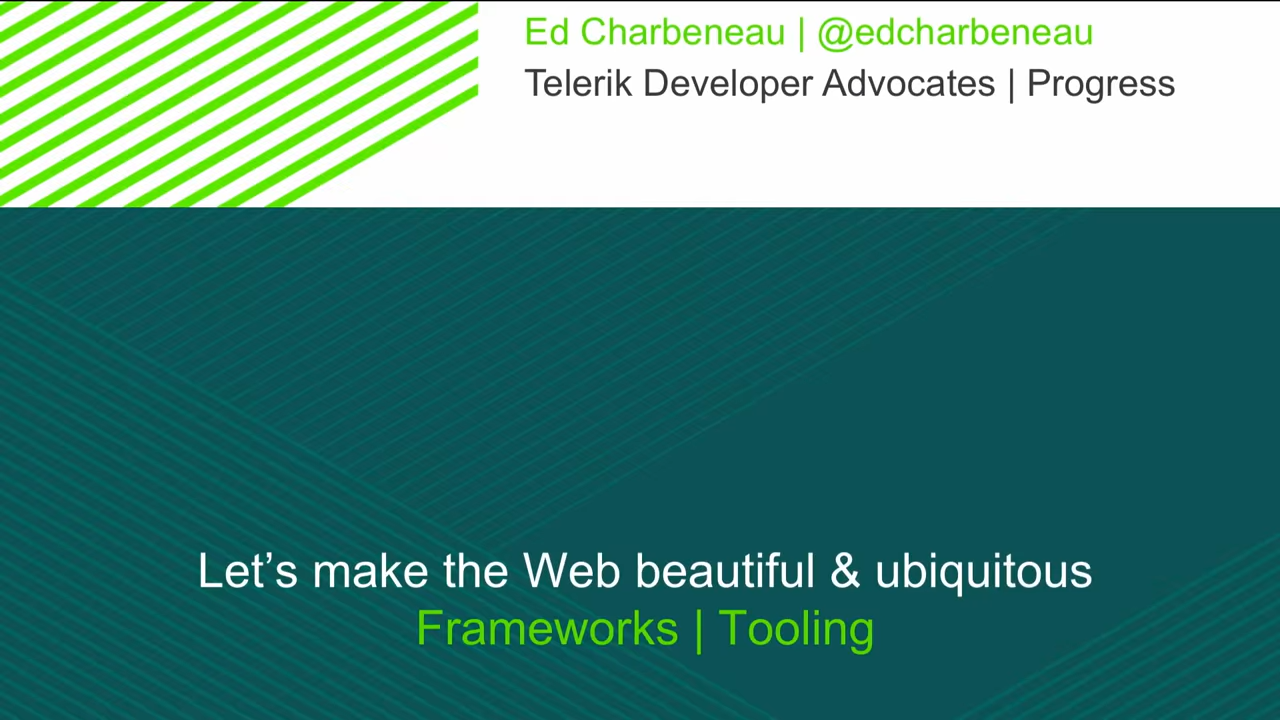 Ed Charbeneau | @edcharbeneau
Telerik Developer Advocates | Progress
Let’s make the Web beautiful & ubiquitous
Frameworks | Tooling